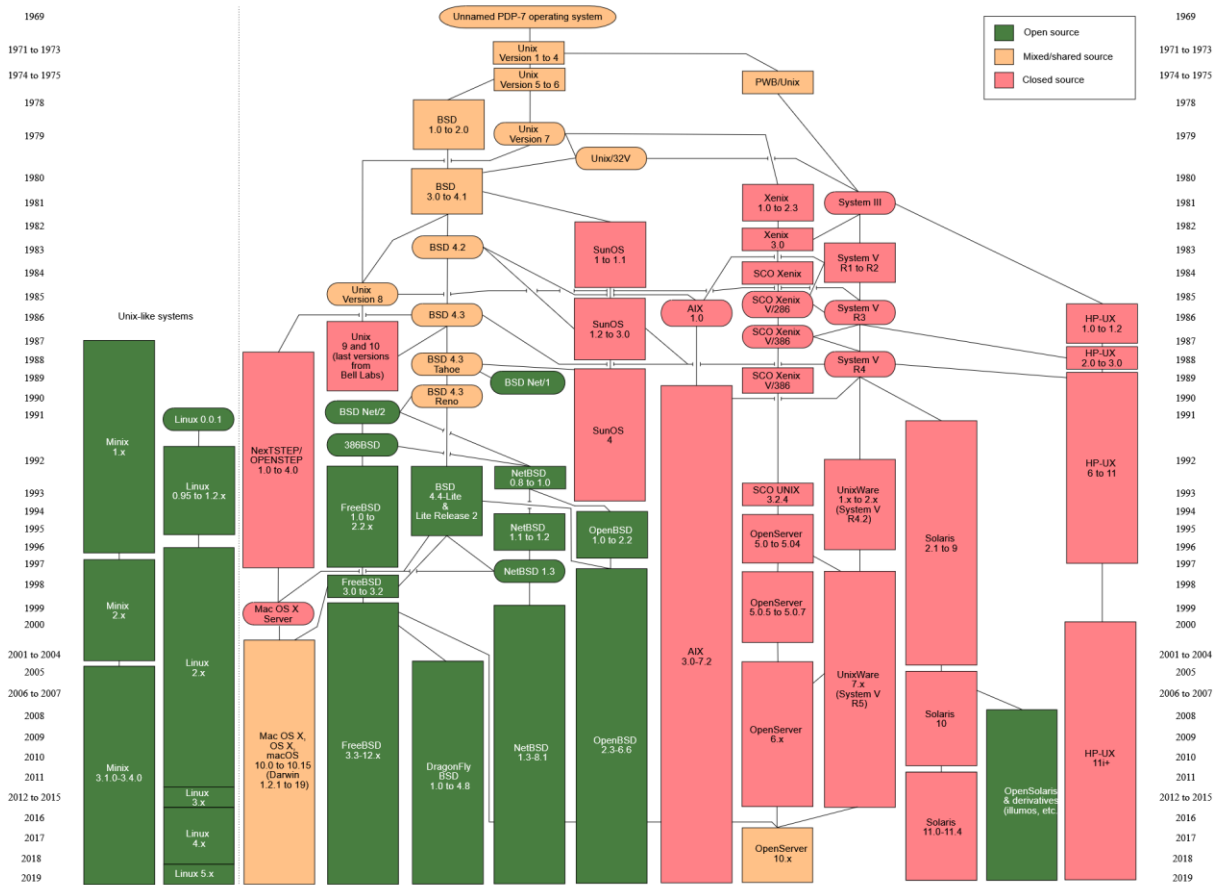 1969
Unnamed PDP-7 operating system
1969
Open source
Mixed/shared source
Closed source
1971 to 1973
Unix
Version 1 to 4
1971 to 1973
1974 to 1975
Unix
Version 5 to 6
PWB/Unix
1974 to 1975
1978
BSD
1.0 to 2.0
1978
1979
Unix
Version 7
1979
Unix/32V
1980
BSD
3.0 to 4.1
1980
1981
Xenix
1.0 to 2.3
System III
1981
1982
Xenix
3.0
1982
1983
BSD 4.2
SunOS
1 to 1.1
System V
R1 to R2
1983
1984
SCO Xenix
1984
1985
Unix
Version 8
SCO Xenix
V/286
1985
1986
Unix-like systems
BSD 4.3
SunOS
1.2 to 3.0
AIX
1.0
System V
R3
HP-UX
1.0 to 1.2
1986
1987
Unix
9 and 10
(last versions
from
Bell Labs)
SCO Xenix
V/386
1987
1988
BSD 4.3
Tahoe
System V
R4
HP-UX
2.0 to 3.0
1988
1989
BSD Net/1
SCO Xenix
V/386
1989
1990
BSD 4.3
Reno
1990
1991
Linux 0.0.1
BSD Net/2
1991
Minix
1.x
NexTSTEP/
OPENSTEP
1.0 to 4.0
386BSD
SunOS
4
1992
NetBSD
0.8 to 1.0
HP-UX
6 to 11
1992
1993
Linux
0.95 to 1.2.x
FreeBSD
1.0 to
2.2.x
BSD
4.4-Lite
&
Lite Release 2
SCO UNIX
3.2.4
UnixWare
1.x to 2.x
(System V
R4.2)
1993
1994
1994
1995
NetBSD
1.1 to 1.2
OpenBSD
1.0 to 2.2
OpenServer
5.0 to 5.04
Solaris
2.1 to 9
1995
1996
1996
1997
NetBSD 1.3
1997
1998
Minix
2.x
FreeBSD
3.0 to 3.2
OpenServer
5.0.5 to 5.0.7
1998
1999
Mac OS X
Server
1999
2000
2000
2001 to 2004
Linux
2.x
AIX
3.0-7.2
2001 to 2004
2005
UnixWare
7.x
(System V
R5)
2005
2006 to 2007
2006 to 2007
2008
OpenServer
6.x
Solaris
10
2008
2009
Mac OS X,
OS X,
macOS
10.0 to 10.15
(Darwin
1.2.1 to 19)
FreeBSD
3.3-12.x
NetBSD
1.3-8.1
OpenBSD
2.3-6.6
2009
2010
Minix
3.1.0-3.4.0
DragonFly
BSD
1.0 to 4.8
HP-UX
11i+
2010
2011
2011
2012 to 2015
Linux
3.x
OpenSolaris
& derivatives
(illumos, etc.
2012 to 2015
2016
2016
2017
Linux
4.x
Solaris
11.0-11.4
2017
2018
OpenServer
10.x
2018
2019
Linux 5.x
2019